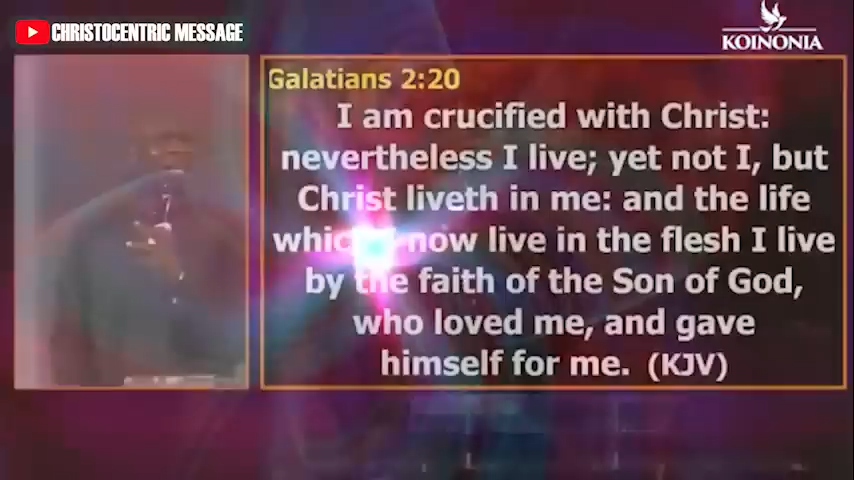 CHRISTOCENTRIC MESSAGE
KOINONIA
Galatians 2:20
I am crucified with Christ:
nevertheless I live; yet not I, but
Christ liveth in me: and the life
now live in the flesh I live
by the faith of the Son of God,
who loved me, and gave
himself for me. (KJV)